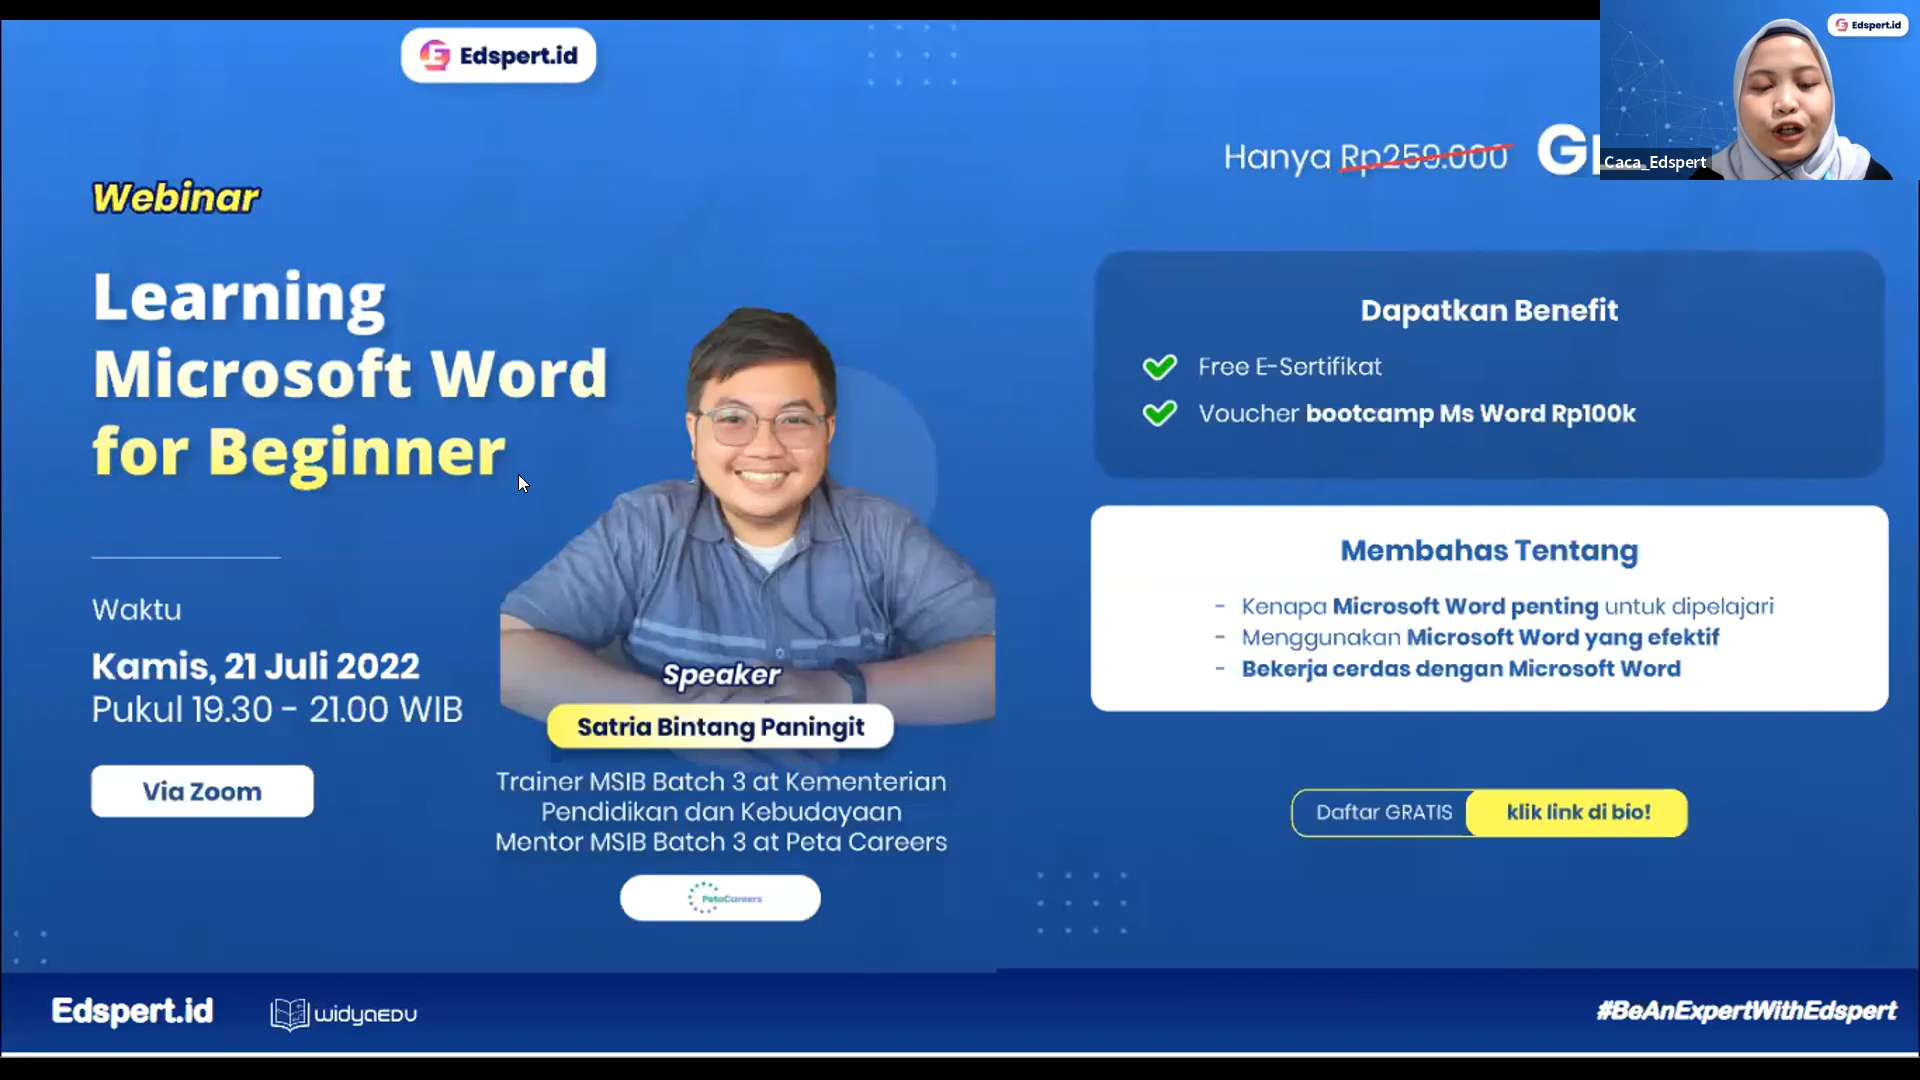 Edspert.id
Webinar
Learning
Microsoft Word
for Beginner
Waktu
Kamis, 21 Juli 2022
Pukul 19.30 - 21.00 WIB
Via Zoom
Speaker
Satria Bintang Paningit
Trainer MSIB Batch 3 at Kementerian
Pendidikan dan Kebudayaan
Mentor MSIB Batch 3 at Peta Careers
PetaCareers
Hanya Rp259.000
Edspert.id
Caca_Edspert
Dapatkan Benefit
Free E-Sertifikat
Voucher bootcamp Ms Word Rp100k
Membahas Tentang
- Kenapa Microsoft Word penting untuk dipelajari
- Menggunakan Microsoft Word yang efektif
- Bekerja cerdas dengan Microsoft Word
Daftar GRATIS klik link di bio!
Edspert.id
WIDYAEDU
#BeAnExpertWithEdspert